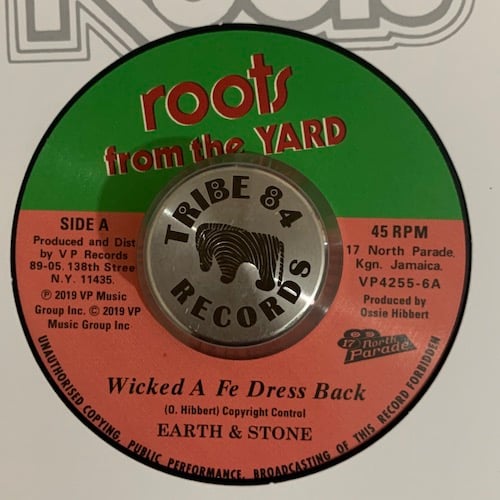 Roots
roots
from the YARD
TRIBE 84
RECORDS
SIDE A
Produced and Dist
by V P Records
89-05. 138th Stree
N.Y. 11435.
℗ 2019 VP Music
Group Inc. © 2019 VP
Music Group Inc
45 RPM
17 North Parade.
Kgn. Jamaica.
VP4255-6A
Produced by
Ossie Hibbert
17 North
Parade
Wicked A Fe Dress Back
(O. Hibbert) Copyright Control
EARTH & STONE
UNAUTHORISED COPYING, PUBLIC PERFORMANCE, BROADCASTING OF THIS RECORD FORBIDDEN